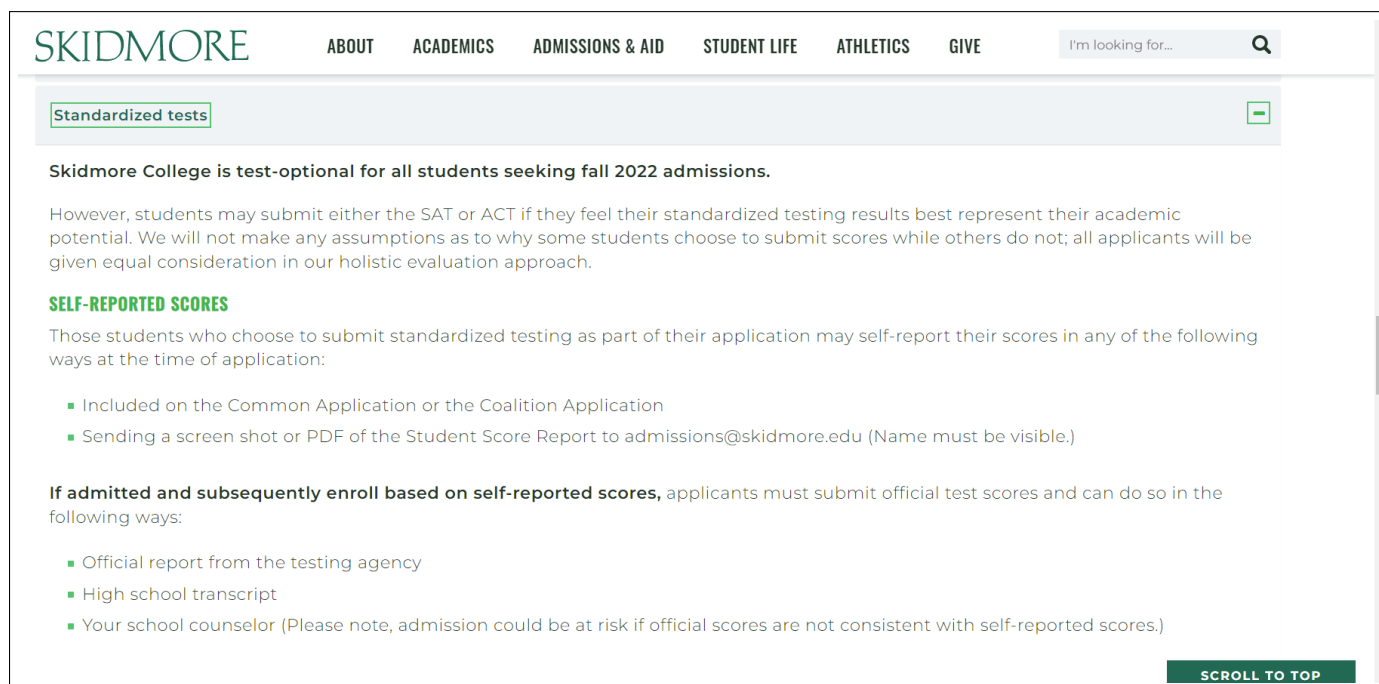 SKIDMORE ABOUT ACADEMICS ADMISSIONS & AID STUDENT LIFE ATHLETICS GIVE I'm looking for...
Standardized tests
Skidmore College is test-optional for all students seeking fall 2022 admissions.
However, students may submit either the SAT or ACT if they feel their standardized testing results best represent their academic
potential. We will not make any assumptions as to why some students choose to submit scores while others do not; all applicants will be
given equal consideration in our holistic evaluation approach.
SELF-REPORTED SCORES
Those students who choose to submit standardized testing as part of their application may self-report their scores in any of the following
ways at the time of application:
Included on the Common Application or the Coalition Application
Sending a screen shot or PDF of the Student Score Report to admissions@skidmore.edu (Name must be visible.)
If admitted and subsequently enroll based on self-reported scores, applicants must submit official test scores and can do so in the
following ways:
Official report from the testing agency
High school transcript
Your school counselor (Please note, admission could be at risk if official scores are not consistent with self-reported scores.)
SCROLL TO TOP